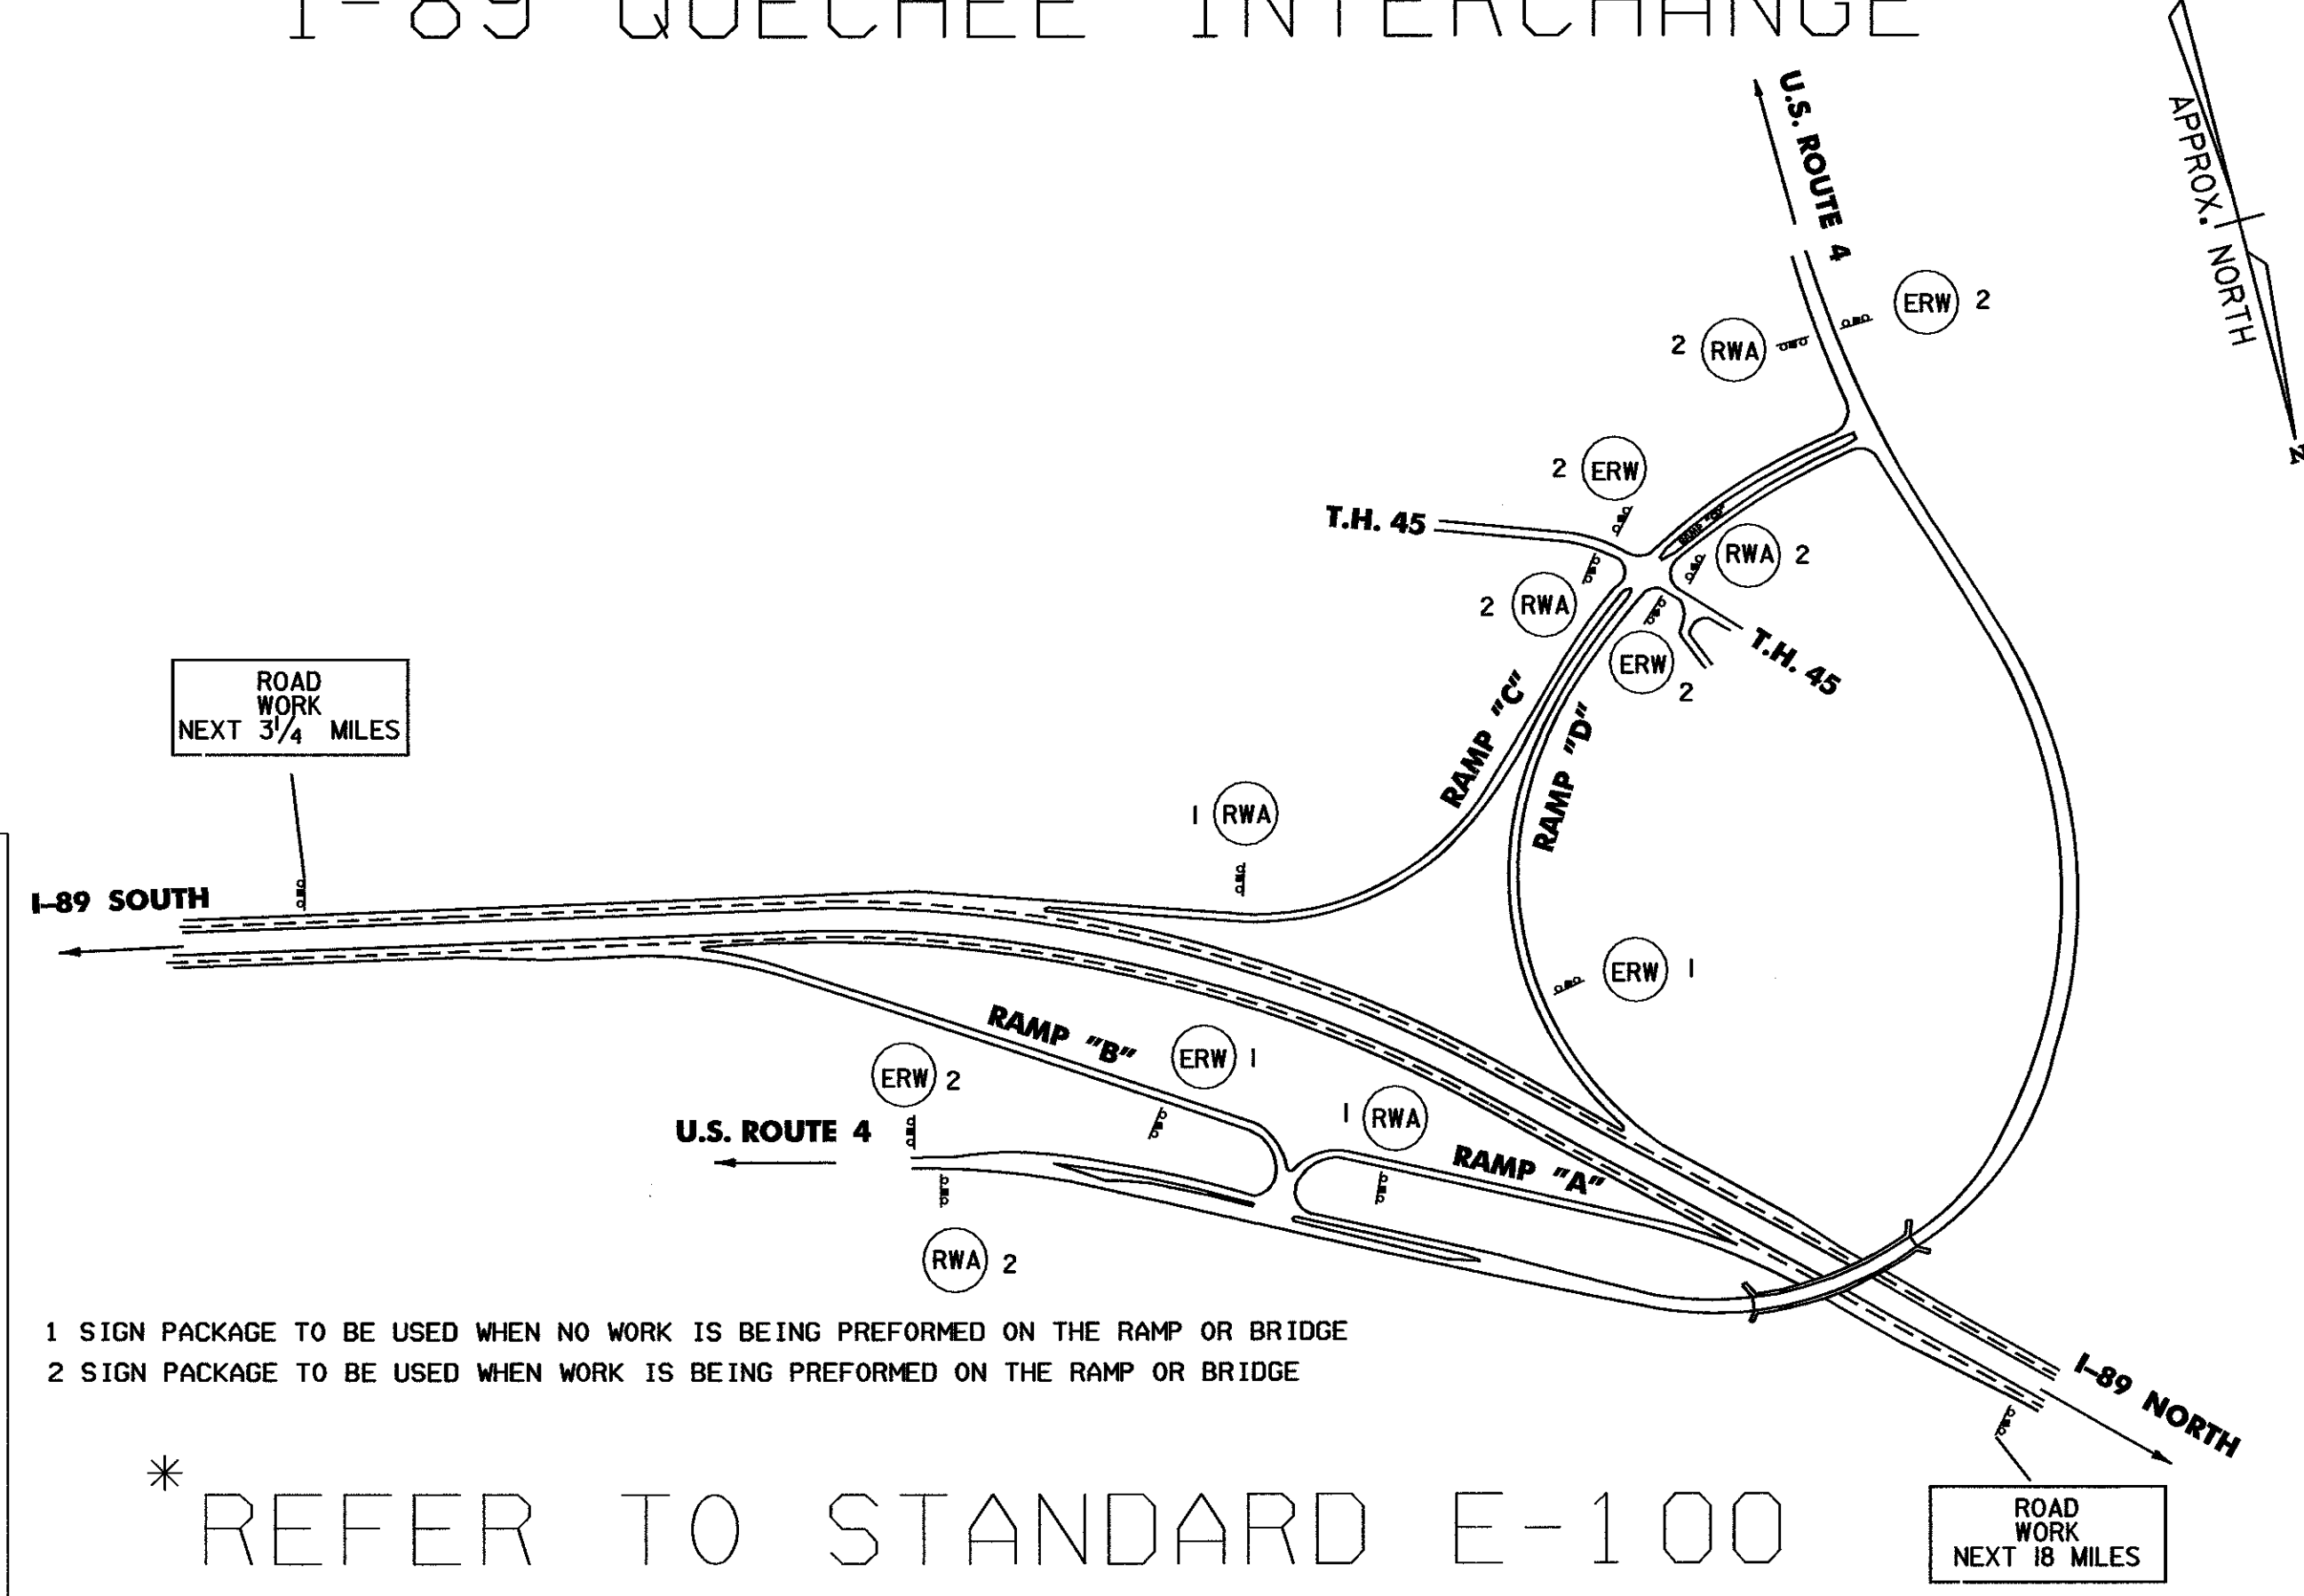 I-89 QUECHEE INTERCHANGE
U.S. ROUTE 4
APPROX. NORTH
N
ERW 2
2 RWA
2 ERW
T.H. 45
RWA 2
2 RWA
ERW 2
T.H. 45
ROAD
WORK
NEXT 3 1/4 MILES
RAMP "C"
RAMP "D"
1 RWA
I-89 SOUTH
ERW 1
RAMP "B"
ERW 1
ERW 2
1 RWA
U.S. ROUTE 4
RAMP "A"
RWA 2
1 SIGN PACKAGE TO BE USED WHEN NO WORK IS BEING PREFORMED ON THE RAMP OR BRIDGE
2 SIGN PACKAGE TO BE USED WHEN WORK IS BEING PREFORMED ON THE RAMP OR BRIDGE
I-89 NORTH
*REFER TO STANDARD E-100
ROAD
WORK
NEXT 18 MILES